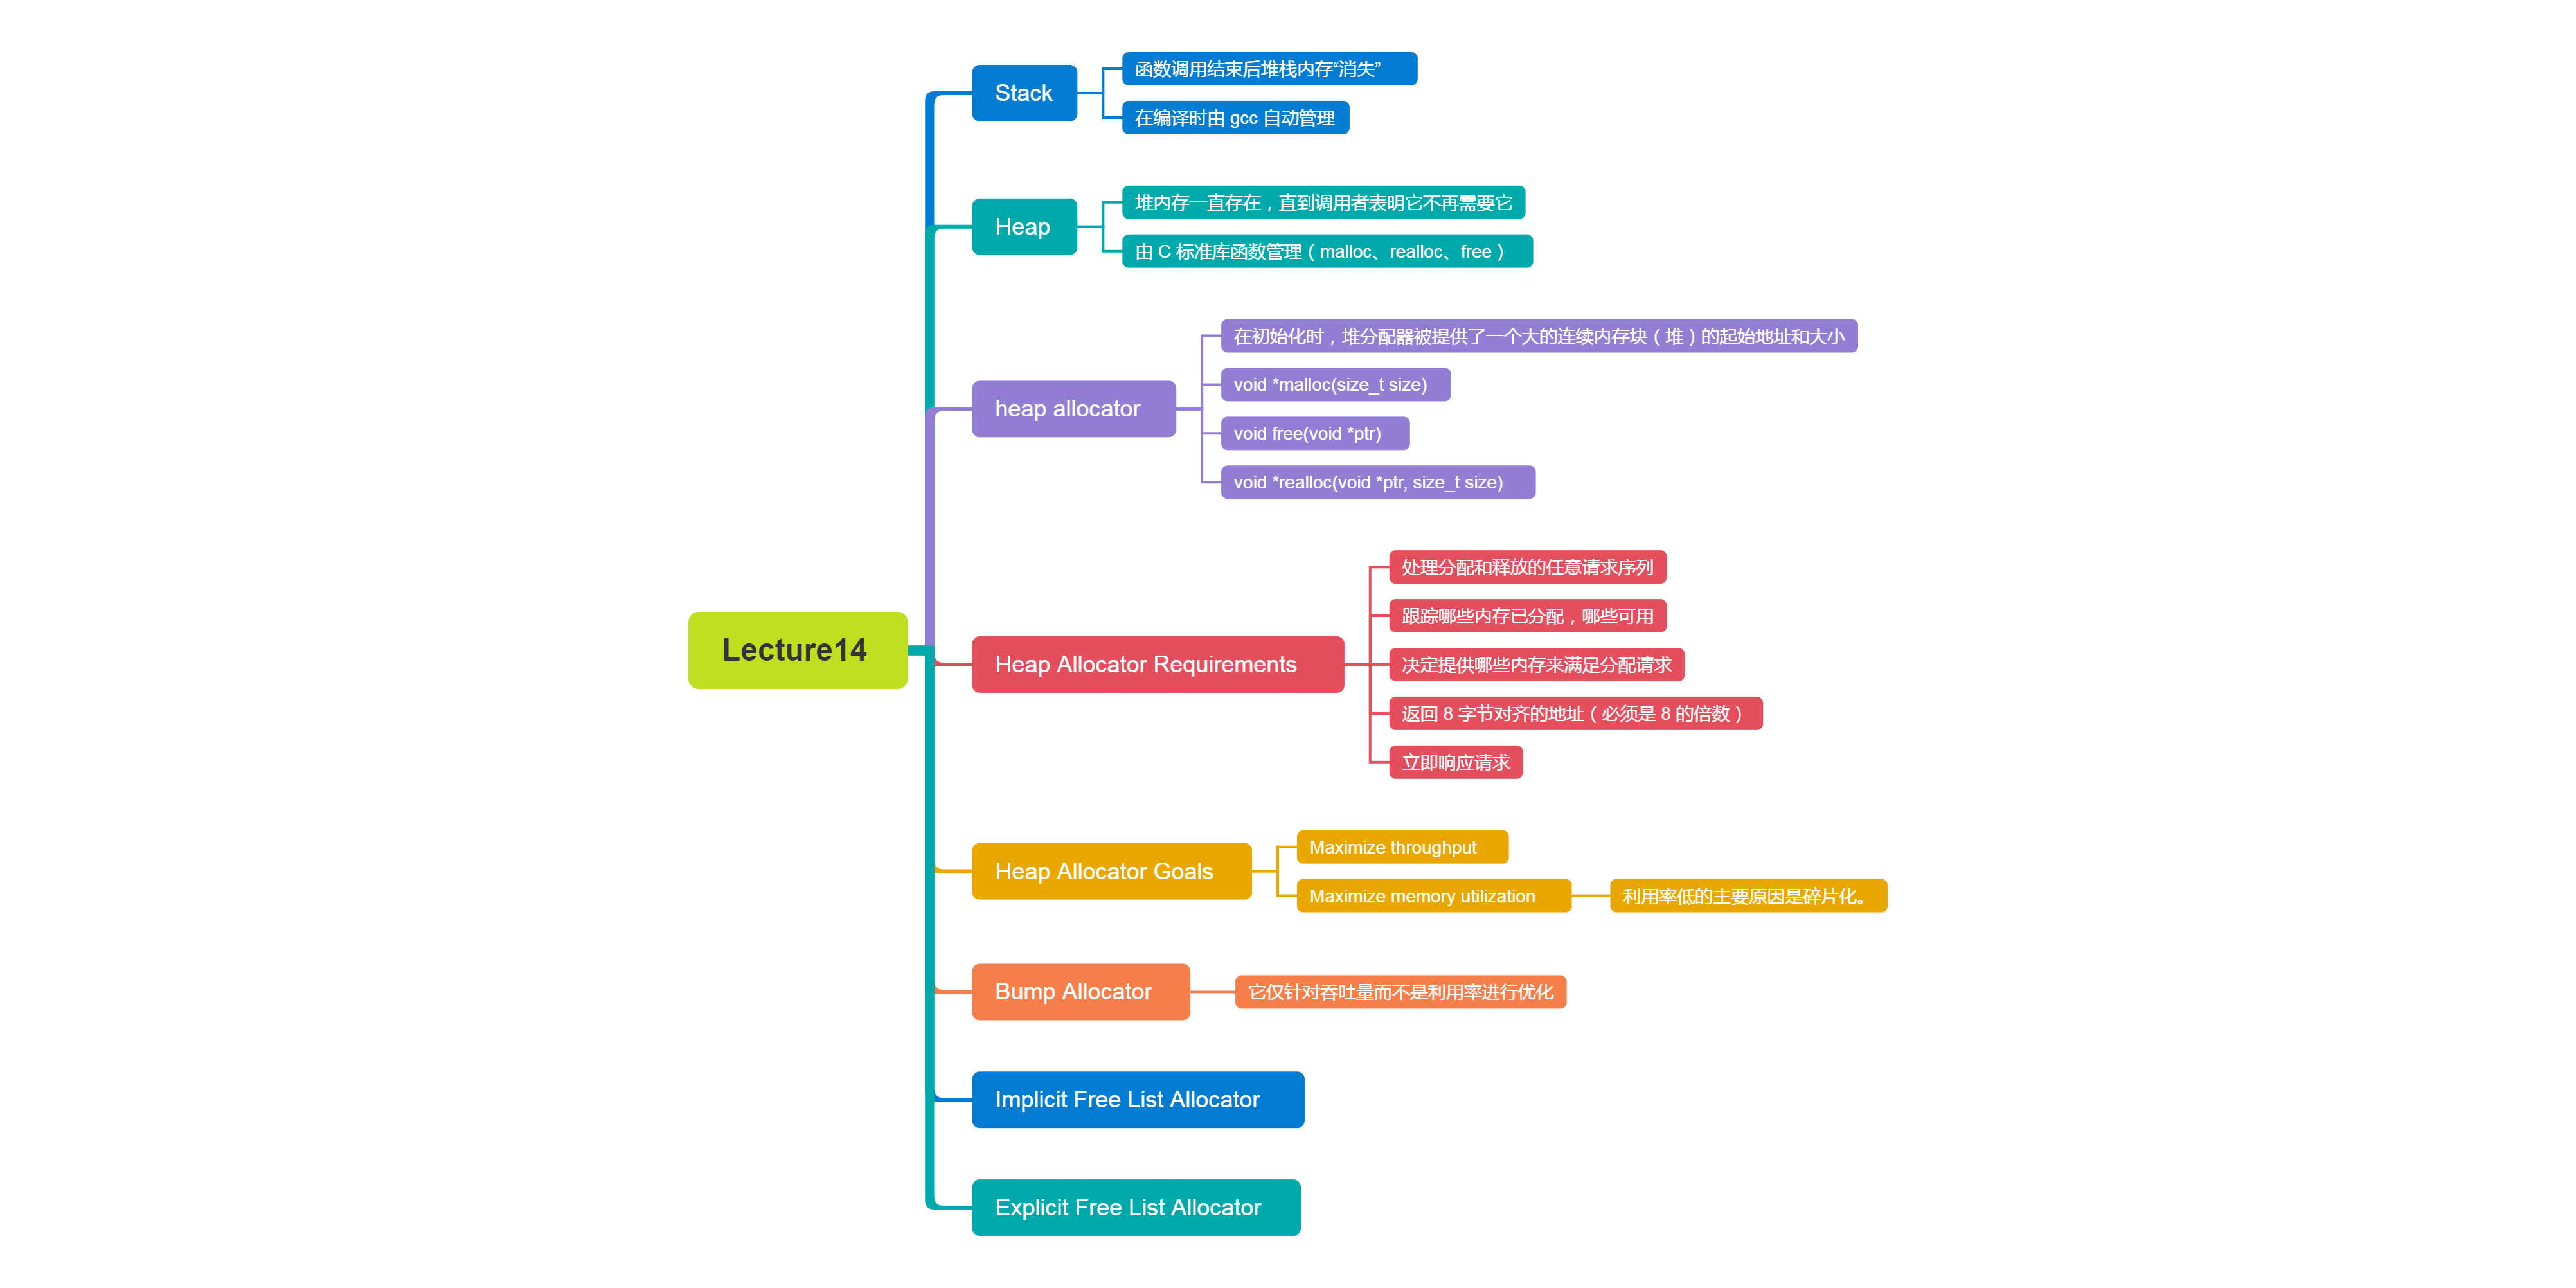 Lecture14
Stack
函数调用结束后堆栈内存“消失”
在编译时由 gcc 自动管理
Heap
堆内存一直存在，直到调用者表明它不再需要它
由 C 标准库函数管理（malloc、realloc、free）
heap allocator
在初始化时，堆分配器被提供了一个大的连续内存块（堆）的起始地址和大小
void *malloc(size_t size)
void free(void *ptr)
void *realloc(void *ptr, size_t size)
Heap Allocator Requirements
处理分配和释放的任意请求序列
跟踪哪些内存已分配，哪些可用
决定提供哪些内存来满足分配请求
返回 8 字节对齐的地址（必须是 8 的倍数）
立即响应请求
Heap Allocator Goals
Maximize throughput
Maximize memory utilization
利用率低的主要原因是碎片化。
Bump Allocator
它仅针对吞吐量而不是利用率进行优化
Implicit Free List Allocator
Explicit Free List Allocator